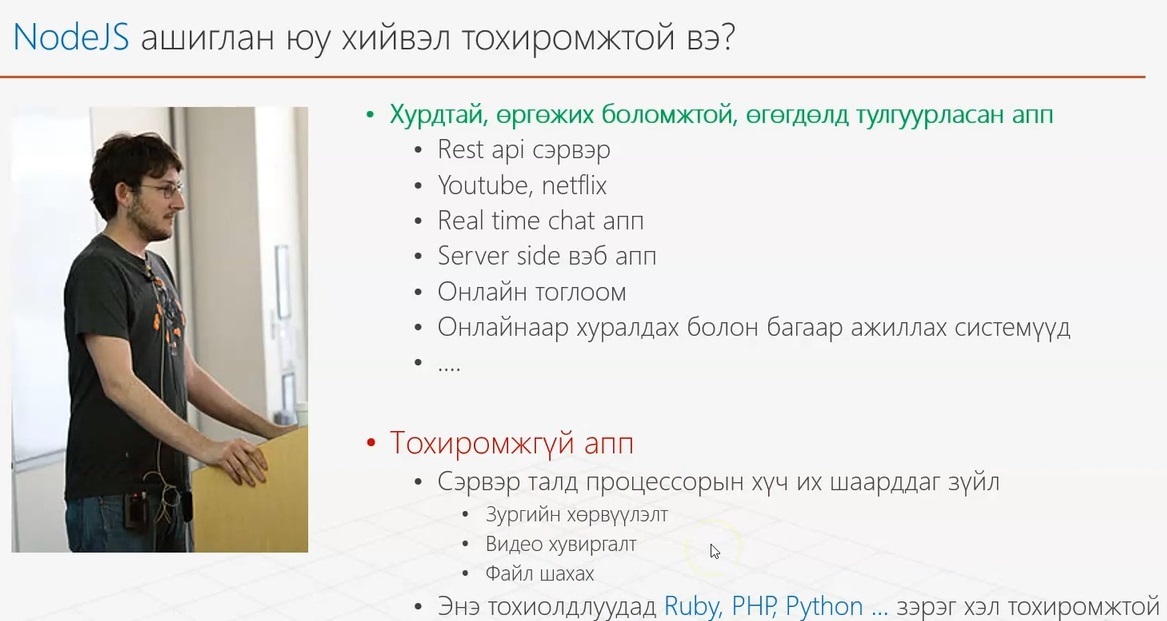 NodeJS ашиглан юу хийвэл тохиромжтой вэ?
• Хурдтай, өргөжих боломжтой, өгөгдөлд тулгуурласан апп
• Rest api сэрвэр
• Youtube, netflix
• Real time chat апп
• Server side вэб апп
• Онлайн тоглоом
• Онлайнаар хуралдах болон багаар ажиллах системүүд
• ....
• Тохиромжгүй апп
• Сэрвэр талд процессорын хүч их шаарддаг зүйл
• Зургийн хөрвүүлэлт
• Видео хувиргалт
• Файл шахах
• Энэ тохиолдлуудад Ruby, PHP, Python ... зэрэг хэл тохиромжтой